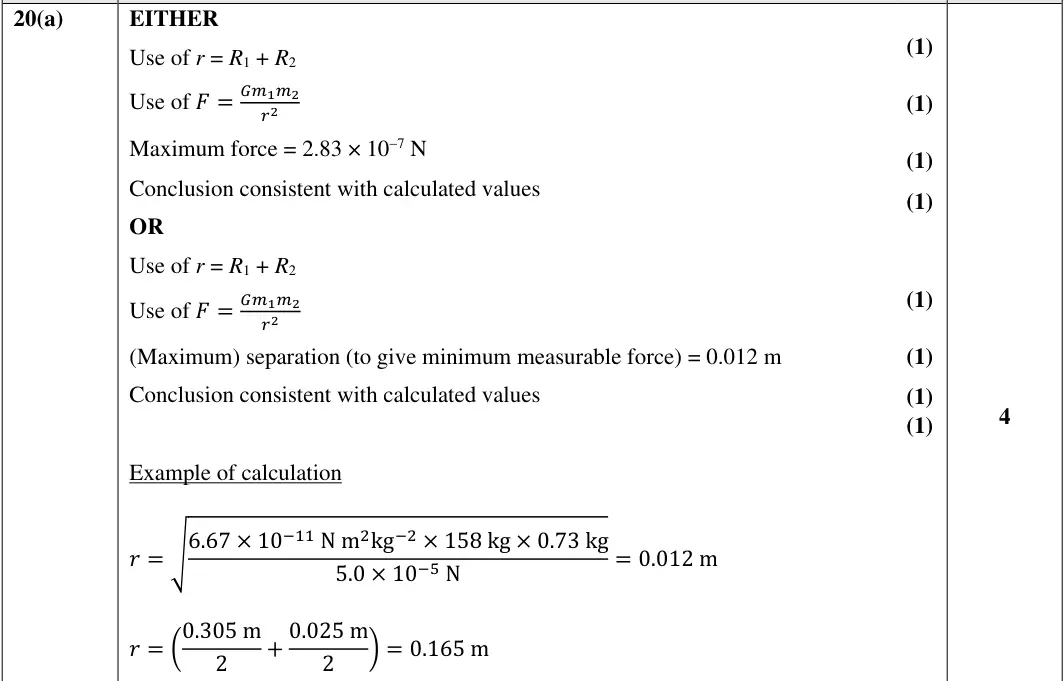 20(a) EITHER
Use of r = R₁ + R₂ (1)
Use of F = Gm₁m₂/r² (1)
Maximum force = 2.83 × 10⁻⁷ N (1)
Conclusion consistent with calculated values (1)
OR
Use of r = R₁ + R₂
Use of F = Gm₁m₂/r² (1)
(Maximum) separation (to give minimum measurable force) = 0.012 m (1)
Conclusion consistent with calculated values (1)
(1)
4
Example of calculation
r = √(6.67 × 10⁻¹¹ N m²kg⁻² × 158 kg × 0.73 kg / 5.0 × 10⁻⁵ N) = 0.012 m
r = (0.305 m/2 + 0.025 m/2) = 0.165 m